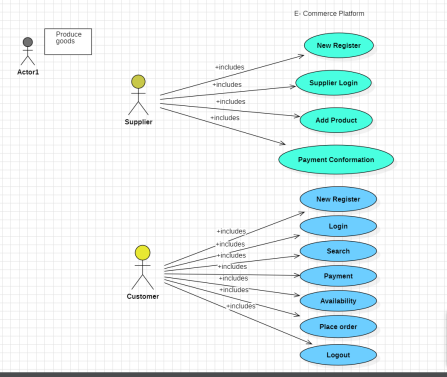 E- Commerce Platform
Produce
goods
Actor1
New Register
+includes
Supplier Login
+includes
+includes
Add Product
+includes
Supplier
Payment Conformation
New Register
Login
+includes
+includes
Search
+includes
+includes
Payment
+includes
Customer
Availability
+includes
Place order
Logout